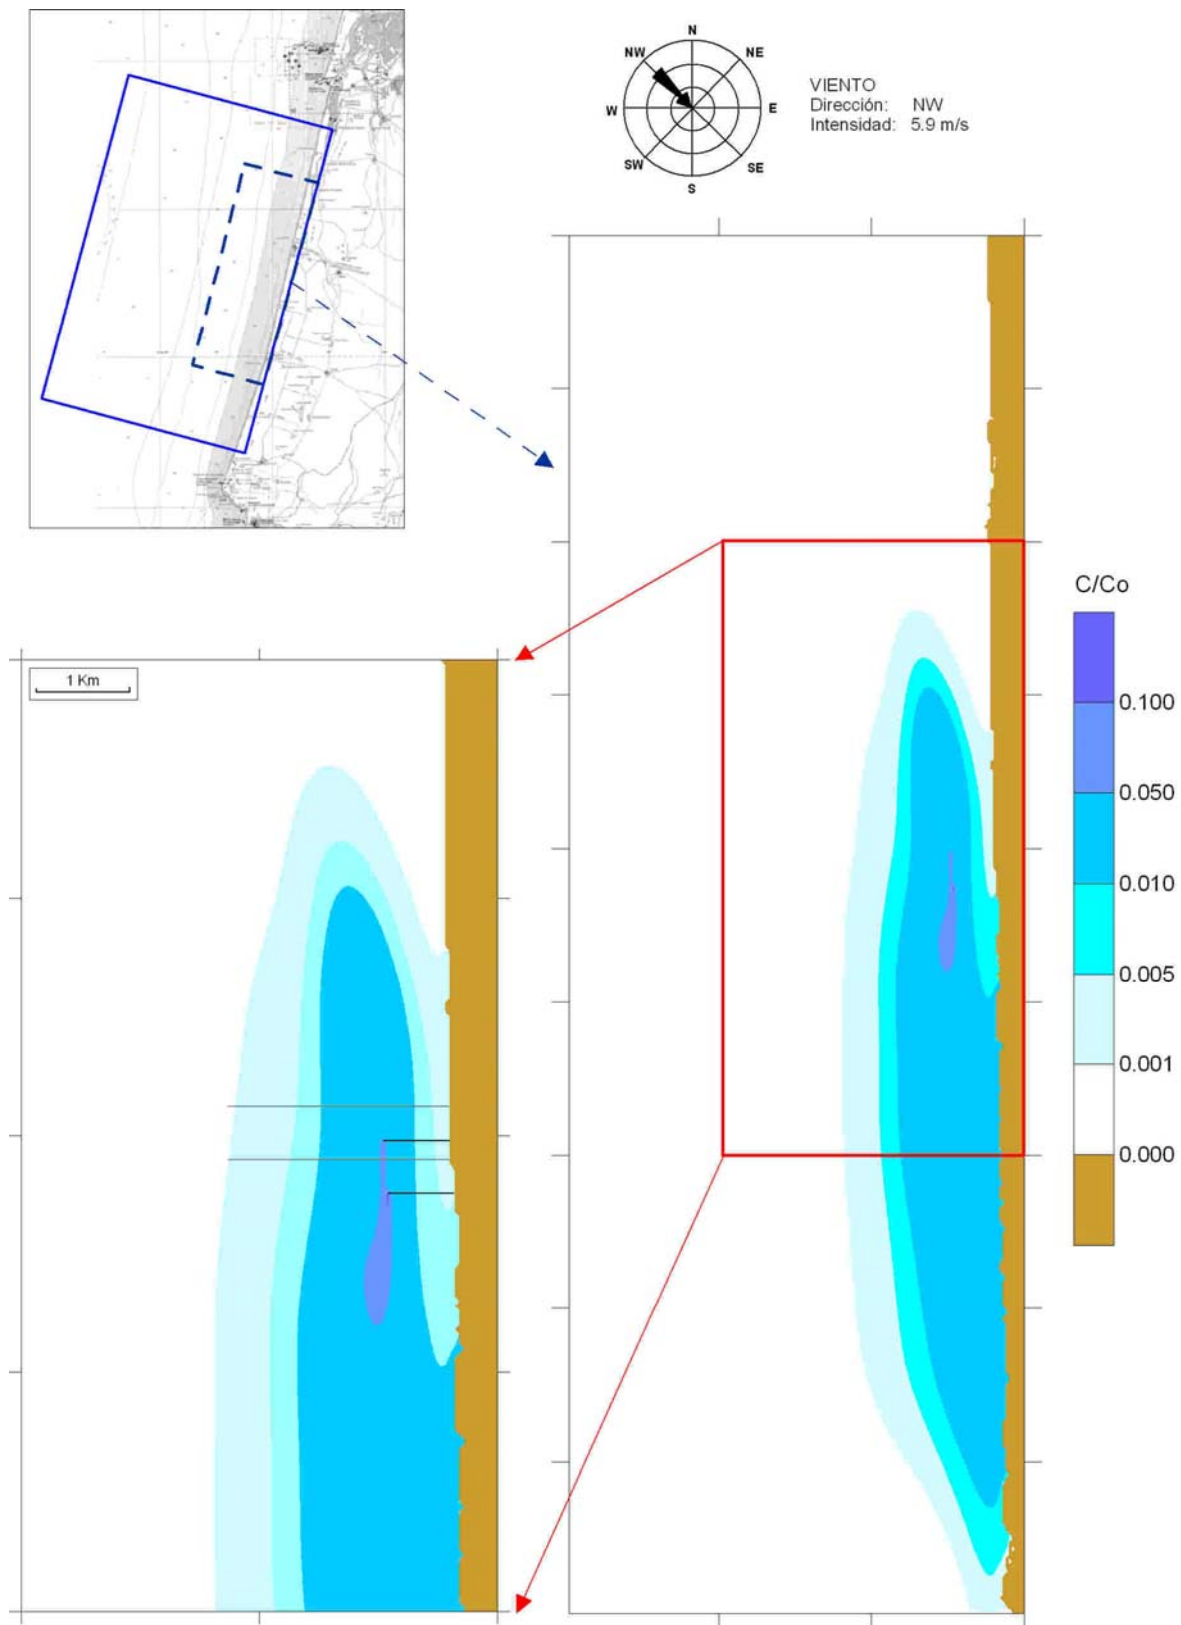 N
NW
NE
W
E
SW
SE
S
VIENTO
Dirección: NW
Intensidad: 5.9 m/s
C/Co
0.100
0.050
0.010
0.005
0.001
0.000
1 Km